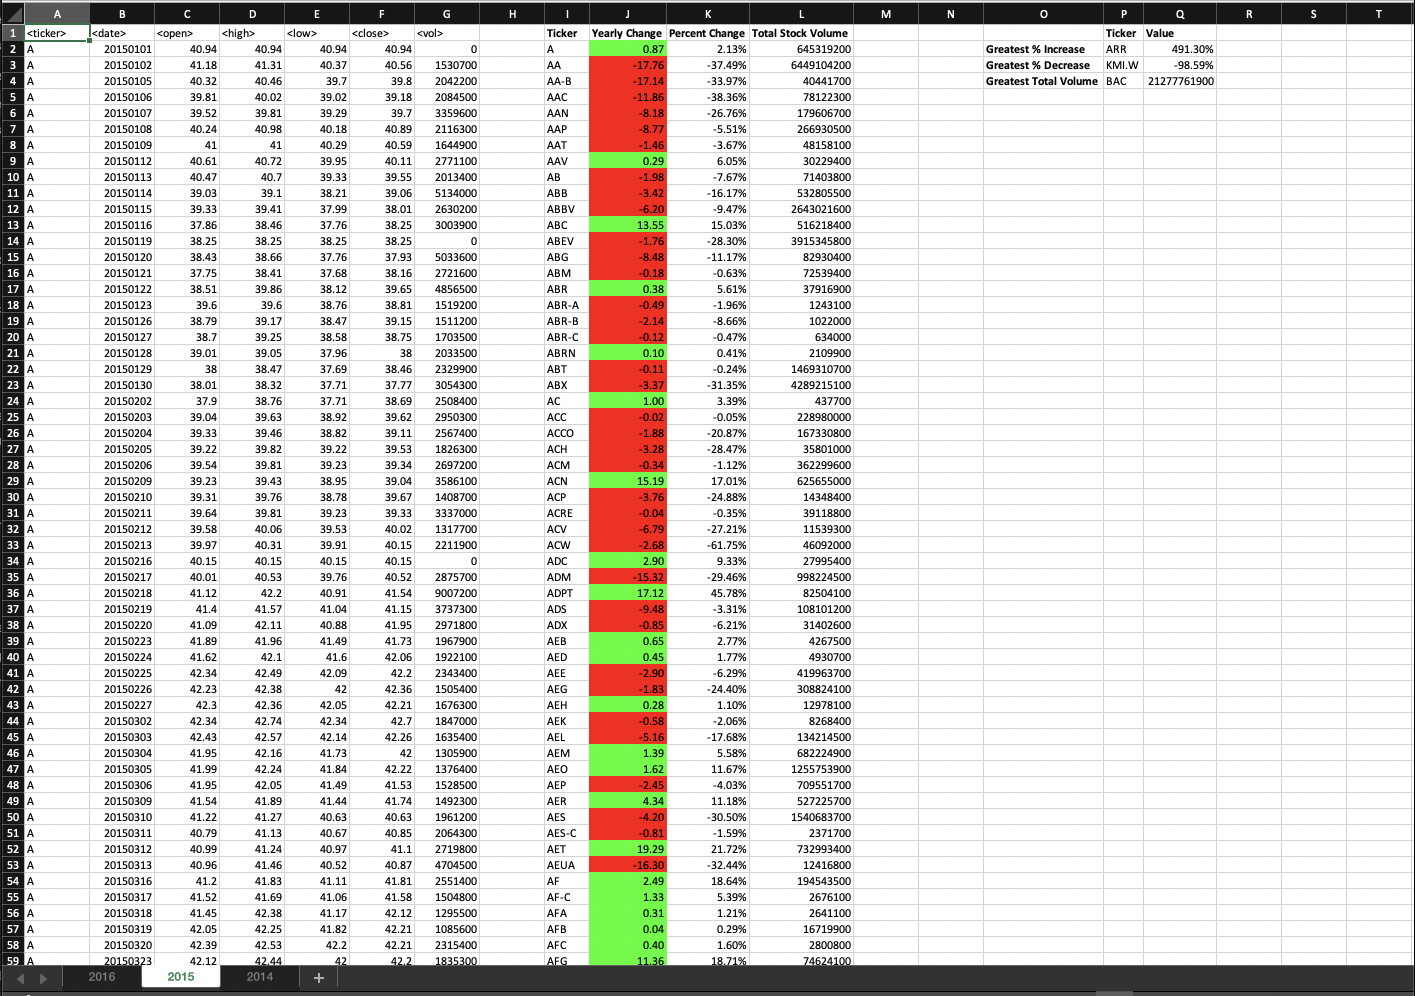 A B C D E F G H I J K L M N O P Q R S T
1 <ticker> <date> <open> <high> <low> <close> <vol> Ticker Yearly Change Percent Change Total Stock Volume Ticker Value
2 A 20150101 40.94 40.94 40.94 40.94 0 A 0.87 2.13% 645319200 Greatest % Increase ARR 491.30%
3 A 20150102 41.18 41.31 40.37 40.56 1530700 AA -17.76 -37.49% 6449104200 Greatest % Decrease KMI.W -98.59%
4 A 20150105 40.32 40.46 39.7 39.8 2042200 AA-B -17.14 -33.97% 40441700 Greatest Total Volume BAC 21277761900
5 A 20150106 39.81 40.02 39.02 39.18 2084500 AAC -11.86 -38.36% 78122300
6 A 20150107 39.52 39.81 39.29 39.7 3359600 AAN -8.18 -26.76% 179606700
7 A 20150108 40.24 40.98 40.18 40.89 2116300 AAP -8.77 -5.51% 266930500
8 A 20150109 41 41 40.29 40.59 1644900 AAT -1.46 -3.67% 48158100
9 A 20150112 40.61 40.72 39.95 40.11 2771100 AAV 0.29 6.05% 30229400
10 A 20150113 40.47 40.7 39.33 39.55 2013400 AB -1.98 -7.67% 71403800
11 A 20150114 39.03 39.1 38.21 39.06 5134000 ABB -3.42 -16.17% 532805500
12 A 20150115 39.33 39.41 37.99 38.01 2630200 ABBV -6.20 -9.47% 2643021600
13 A 20150116 37.86 38.46 37.76 38.25 3003900 ABC 13.55 15.03% 516218400
14 A 20150119 38.25 38.25 38.25 38.25 0 ABEV -1.76 -28.30% 3915345800
15 A 20150120 38.43 38.66 37.76 37.93 5033600 ABG -8.48 -11.17% 82930400
16 A 20150121 37.75 38.41 37.68 38.16 2721600 ABM -0.18 -0.63% 72539400
17 A 20150122 38.51 39.86 38.12 39.65 4856500 ABR 0.38 5.61% 37916900
18 A 20150123 39.6 39.6 38.76 38.81 1519200 ABR-A -0.49 -1.96% 1243100
19 A 20150126 38.79 39.17 38.47 39.15 1511200 ABR-B -2.14 -8.66% 1022000
20 A 20150127 38.7 39.25 38.58 38.75 1703500 ABR-C -0.12 -0.47% 634000
21 A 20150128 39.01 39.05 37.96 38 2033500 ABRN 0.10 0.41% 2109900
22 A 20150129 38 38.47 37.69 38.46 2329900 ABT -0.11 -0.24% 1469310700
23 A 20150130 38.01 38.32 37.71 37.77 3054300 ABX -3.37 -31.35% 4289215100
24 A 20150202 37.9 38.76 37.71 38.69 2508400 AC 1.00 3.39% 437700
25 A 20150203 39.04 39.63 38.92 39.62 2950300 ACC -0.02 -0.05% 228980000
26 A 20150204 39.33 39.46 38.82 39.11 2567400 ACCO -1.88 -20.87% 167330800
27 A 20150205 39.22 39.82 39.22 39.53 1826300 ACH -3.28 -28.47% 35801000
28 A 20150206 39.54 39.81 39.23 39.34 2697200 ACM -0.34 -1.12% 362299600
29 A 20150209 39.23 39.43 38.95 39.04 3586100 ACN 15.19 17.01% 625655000
30 A 20150210 39.31 39.76 38.78 39.67 1408700 ACP -3.76 -24.88% 14348400
31 A 20150211 39.64 39.81 39.23 39.33 3337000 ACRE -0.04 -0.35% 39118800
32 A 20150212 39.58 40.06 39.53 40.02 1317700 ACV -6.79 -27.21% 11539300
33 A 20150213 39.97 40.31 39.91 40.15 2211900 ACW -2.68 -61.75% 46092000
34 A 20150216 40.15 40.15 40.15 40.15 0 ADC 2.90 9.33% 27995400
35 A 20150217 40.01 40.53 39.76 40.52 2875700 ADM -15.32 -29.46% 998224500
36 A 20150218 41.12 42.2 40.91 41.54 9007200 ADPT 17.12 45.78% 82504100
37 A 20150219 41.4 41.57 41.04 41.15 3737300 ADS -9.48 -3.31% 108101200
38 A 20150220 41.09 42.11 40.88 41.95 2971800 ADX -0.85 -6.21% 31402600
39 A 20150223 41.89 41.96 41.49 41.73 1967900 AEB 0.65 2.77% 4267500
40 A 20150224 41.62 42.1 41.6 42.06 1922100 AED 0.45 1.77% 4930700
41 A 20150225 42.34 42.49 42.09 42.2 2343400 AEE -2.90 -6.29% 419963700
42 A 20150226 42.23 42.38 42 42.36 1505400 AEG -1.83 -24.40% 308824100
43 A 20150227 42.3 42.36 42.05 42.21 1676300 AEH 0.28 1.10% 12978100
44 A 20150302 42.34 42.74 42.34 42.7 1847000 AEK -0.58 -2.06% 8268400
45 A 20150303 42.43 42.57 42.14 42.26 1635400 AEL -5.16 -17.68% 134214500
46 A 20150304 41.95 42.16 41.73 42 1305900 AEM 1.39 5.58% 682224900
47 A 20150305 41.99 42.24 41.84 42.22 1376400 AEO 1.62 11.67% 1255753900
48 A 20150306 41.95 42.05 41.49 41.53 1528500 AEP -2.45 -4.03% 709551700
49 A 20150309 41.54 41.89 41.44 41.74 1492300 AER 4.34 11.18% 527225700
50 A 20150310 41.22 41.27 40.63 40.63 1961200 AES -4.20 -30.50% 1540683700
51 A 20150311 40.79 41.13 40.67 40.85 2064300 AES-C -0.81 -1.59% 2371700
52 A 20150312 40.99 41.24 40.97 41.1 2719800 AET 19.29 21.72% 732993400
53 A 20150313 40.96 41.46 40.52 40.87 4704500 AEUA -16.30 -32.44% 12416800
54 A 20150316 41.2 41.83 41.11 41.81 2551400 AF 2.49 18.64% 194543500
55 A 20150317 41.52 41.69 41.06 41.58 1504800 AF-C 1.33 5.39% 2676100
56 A 20150318 41.45 42.38 41.17 42.12 1295500 AFA 0.31 1.21% 2641100
57 A 20150319 42.05 42.25 41.82 42.21 1085600 AFB 0.04 0.29% 16719900
58 A 20150320 42.39 42.53 42.2 42.21 2315400 AFC 0.40 1.60% 2800800
59 A 20150323 42.12 42.44 42 42.2 1835300 AFG 11.36 18.71% 74624100
2016 2015 2014 +